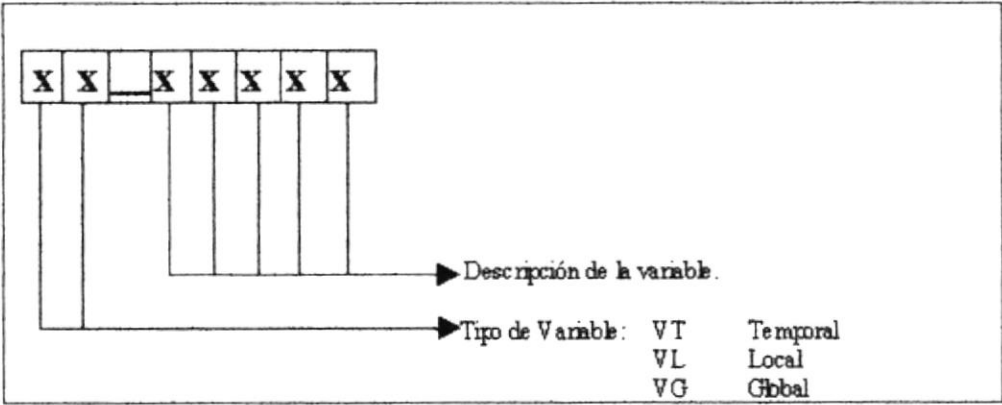 X X _ X X X X X
Descripción de la variable.
Tipo de Variable: VT Temporal
VL Local
VG Global